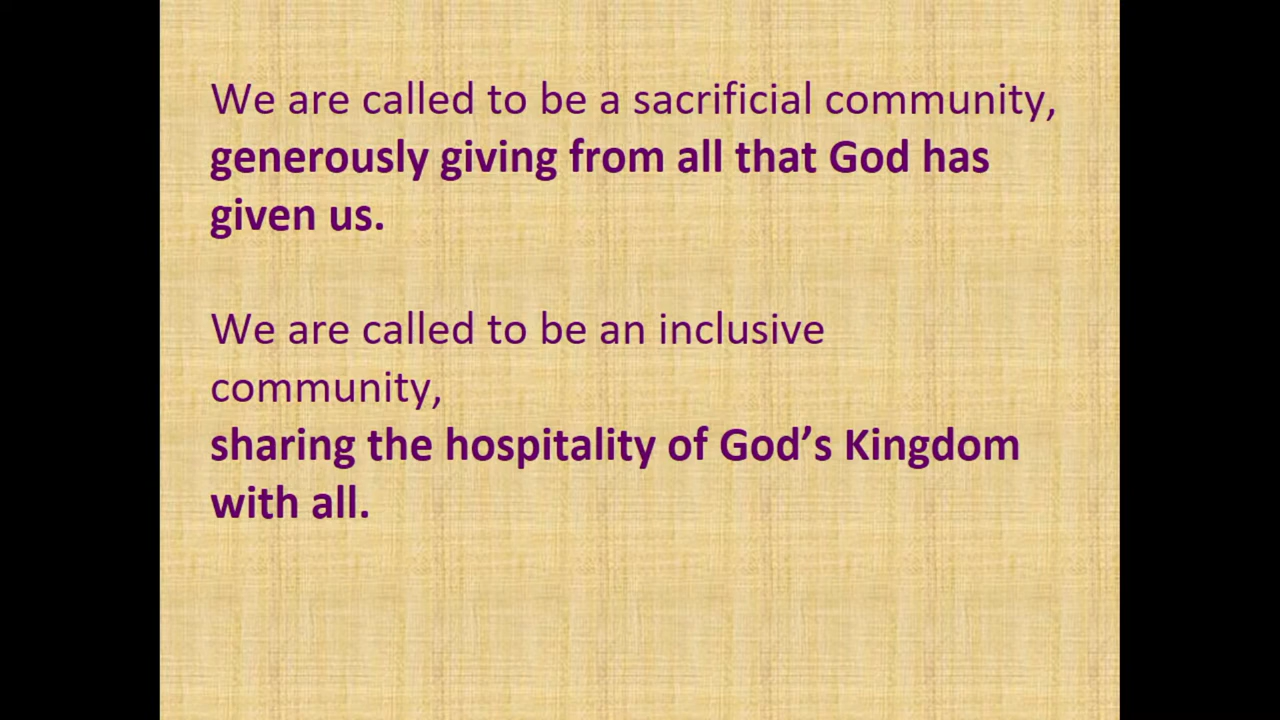 We are called to be a sacrificial community,
generously giving from all that God has
given us.
We are called to be an inclusive
community,
sharing the hospitality of God’s Kingdom
with all.